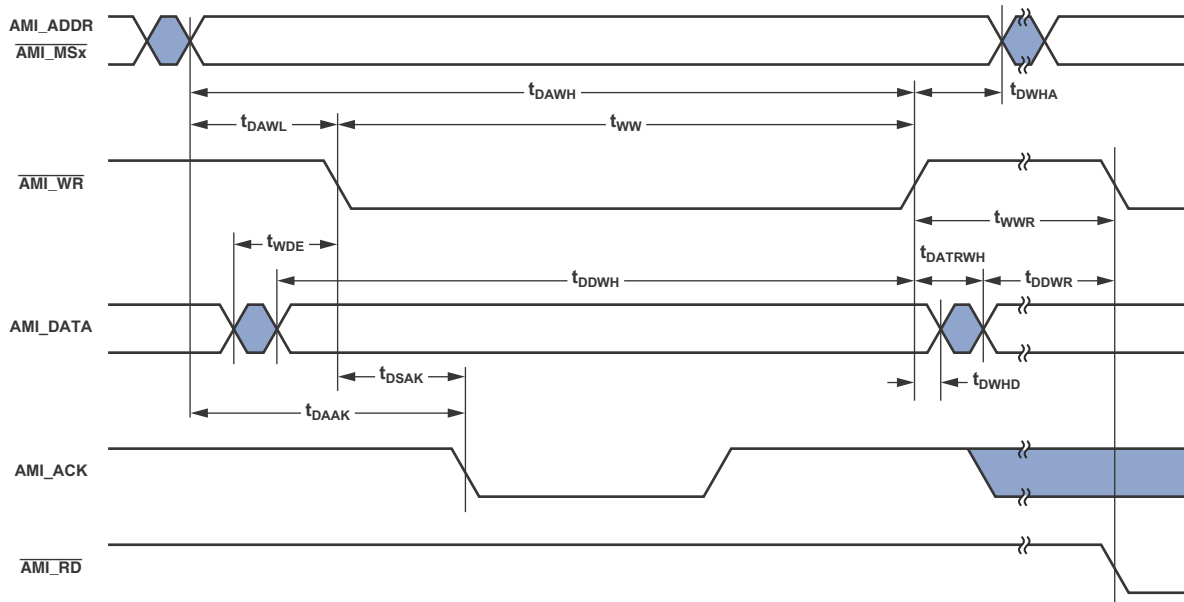 AMI_ADDR
AMI_MSx
tDAWH
tDWHA
tDAWL
tWW
AMI_WR
tWWR
tWDE
tDATRWH
tDDWH
tDDWR
AMI_DATA
tDSAK
tDWHD
tDAAK
AMI_ACK
AMI_RD